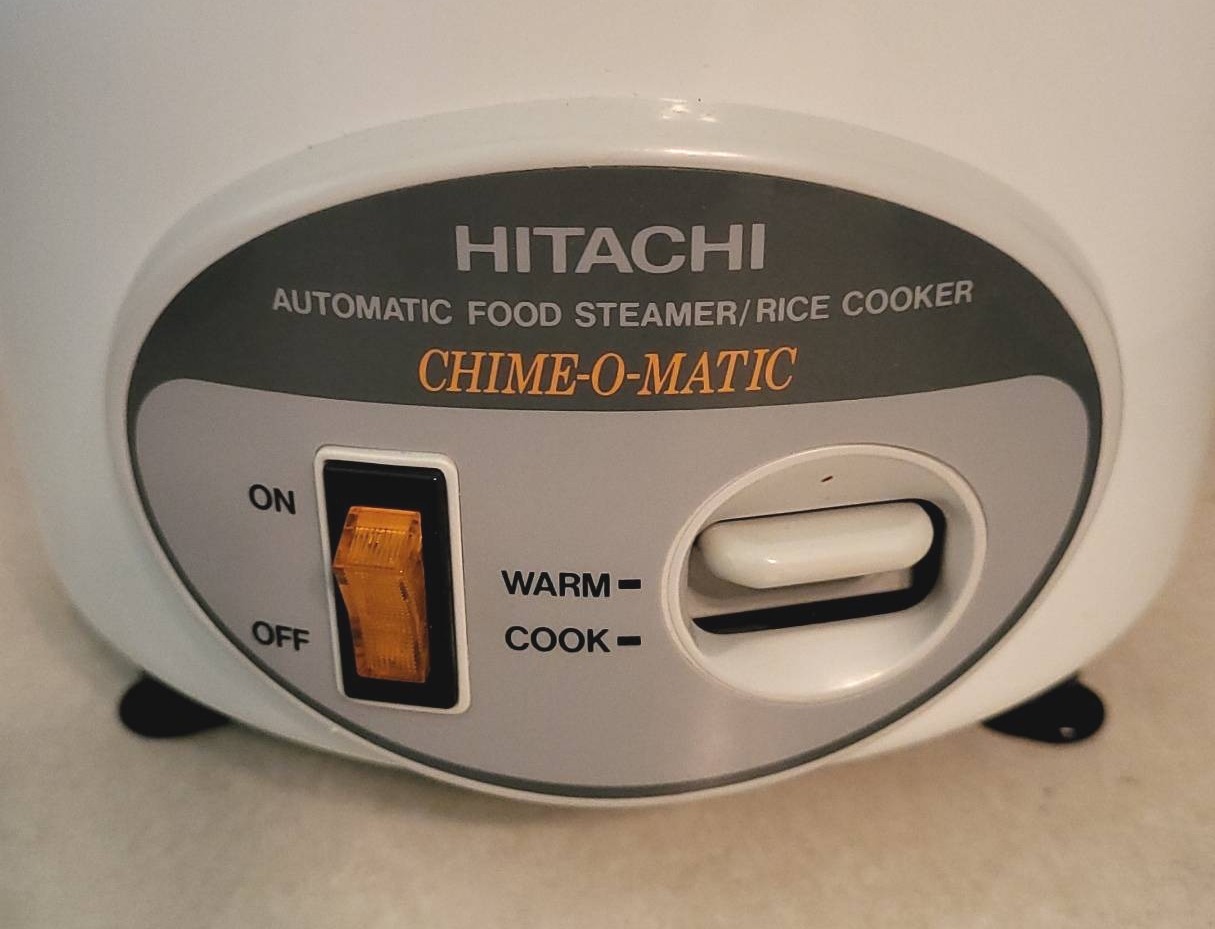 HITACHI
AUTOMATIC FOOD STEAMER/RICE COOKER
CHIME-O-MATIC
ON
OFF
WARM
COOK